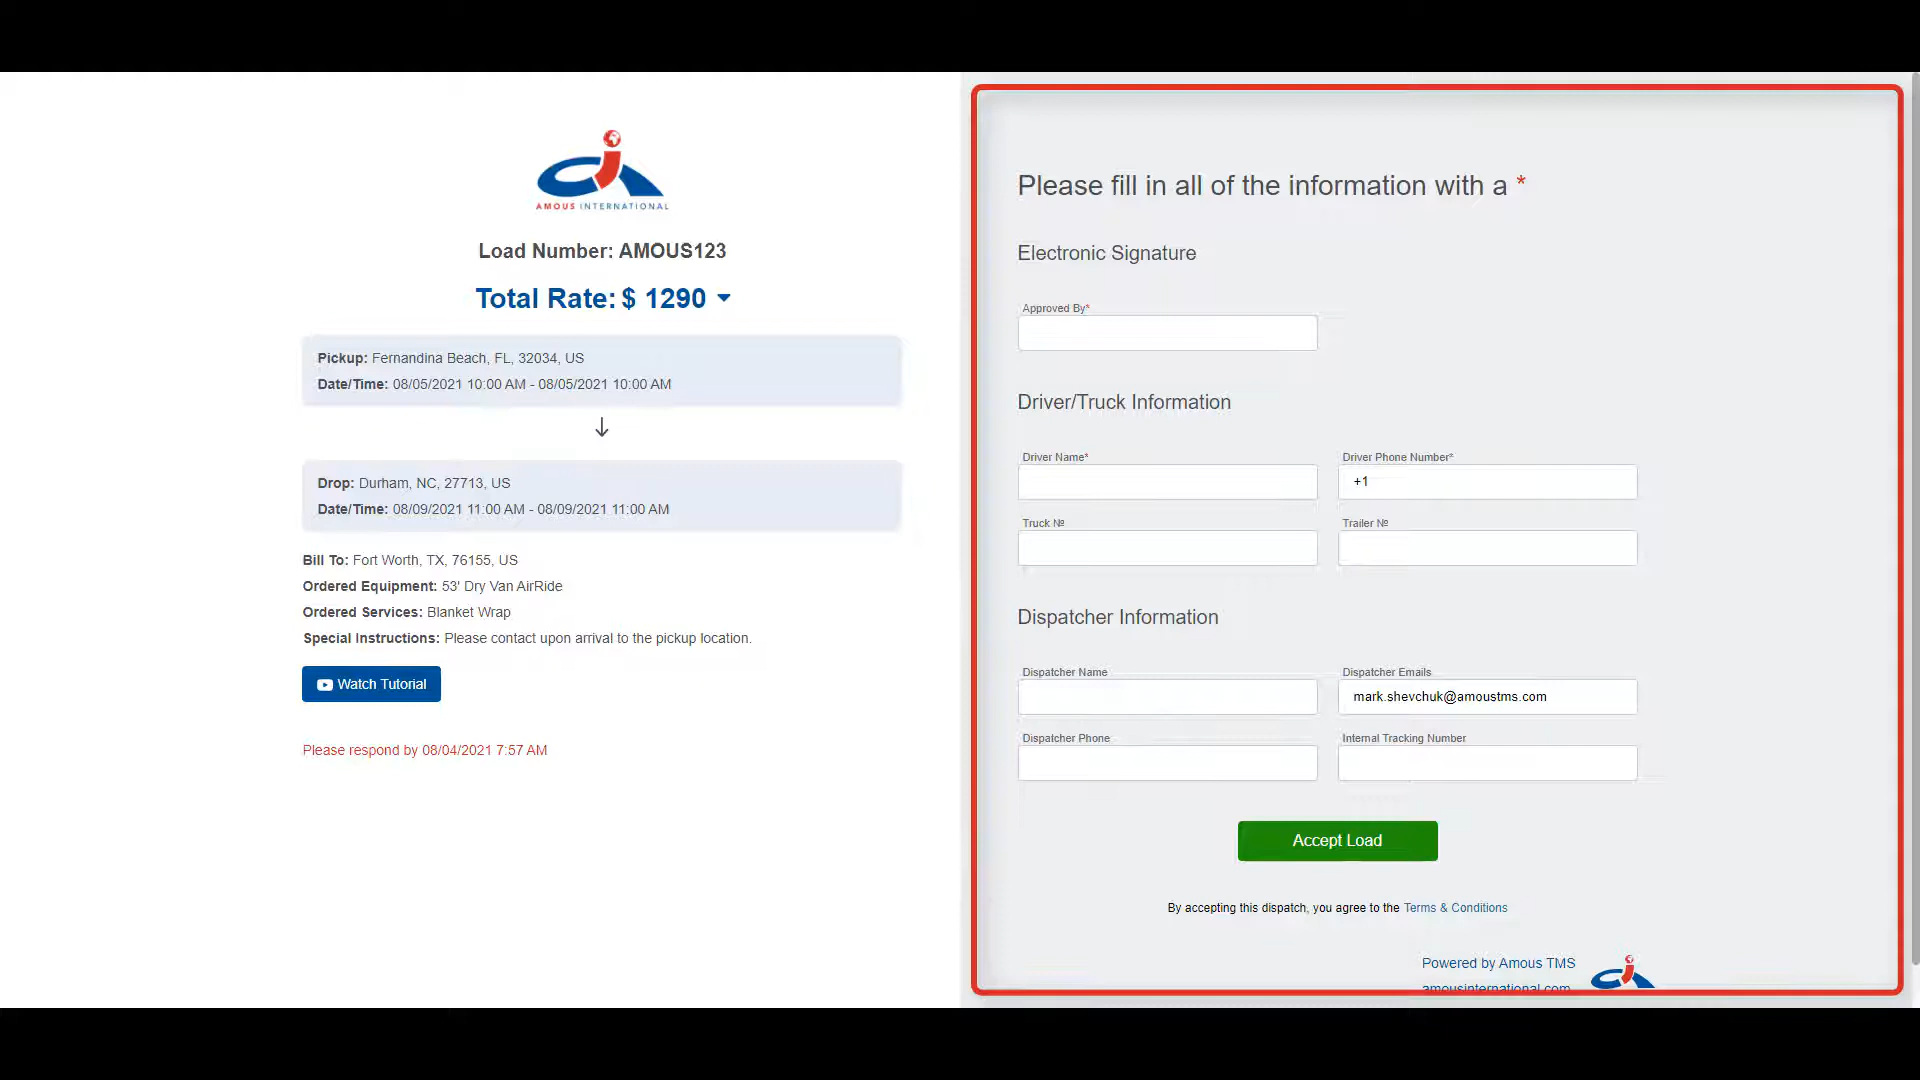 AMOUS INTERNATIONAL
Load Number: AMOUS123
Total Rate: $ 1290
Pickup: Fernandina Beach, FL, 32034, US
Date/Time: 08/05/2021 10:00 AM - 08/05/2021 10:00 AM
Drop: Durham, NC, 27713, US
Date/Time: 08/09/2021 11:00 AM - 08/09/2021 11:00 AM
Bill To: Fort Worth, TX, 76155, US
Ordered Equipment: 53' Dry Van AirRide
Ordered Services: Blanket Wrap
Special Instructions: Please contact upon arrival to the pickup location.
Watch Tutorial
Please respond by 08/04/2021 7:57 AM
Please fill in all of the information with a *
Electronic Signature
Approved By*
Driver/Truck Information
Driver Name*
Driver Phone Number*
+1
Truck №
Trailer №
Dispatcher Information
Dispatcher Name
Dispatcher Emails
mark.shevchuk@amoustms.com
Dispatcher Phone
Internal Tracking Number
Accept Load
By accepting this dispatch, you agree to the Terms & Conditions
Powered by Amous TMS
amousinternational.com